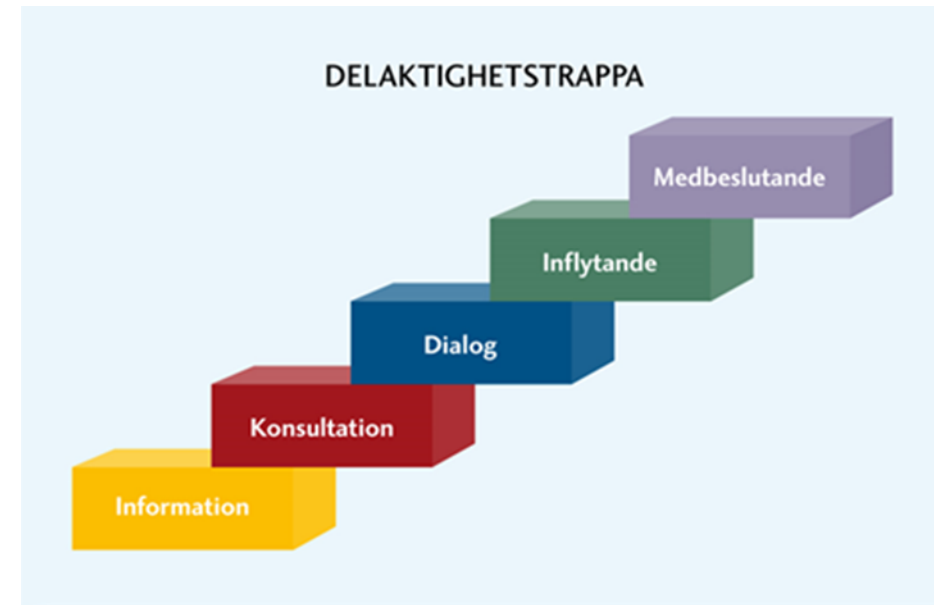 DELAKTIGHETSTRAPPA
Medbeslutande
Inflytande
Dialog
Konsultation
Information